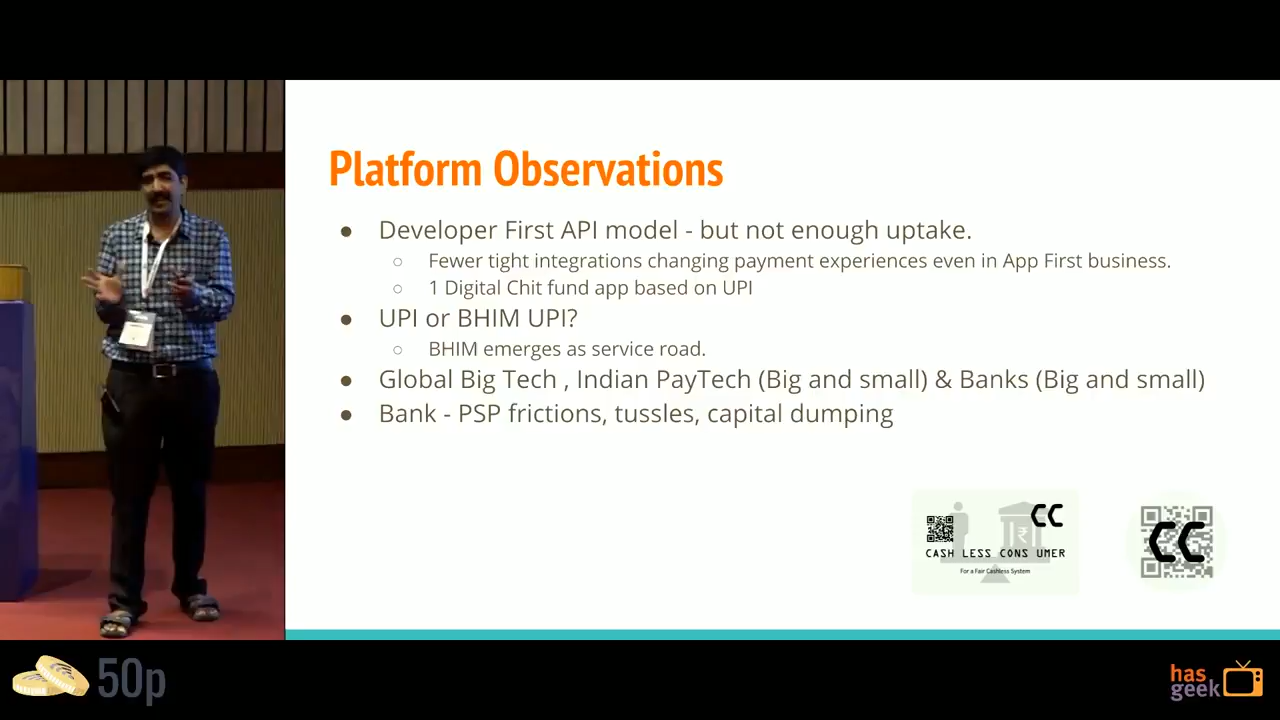 Platform Observations
● Developer First API model - but not enough uptake.
○ Fewer tight integrations changing payment experiences even in App First business.
○ 1 Digital Chit fund app based on UPI
● UPI or BHIM UPI?
○ BHIM emerges as service road.
● Global Big Tech , Indian PayTech (Big and small) & Banks (Big and small)
● Bank - PSP frictions, tussles, capital dumping
CC
₹
CASH LESS CONS UMER
For a Fair Cashless System
CC
50p
has
geek